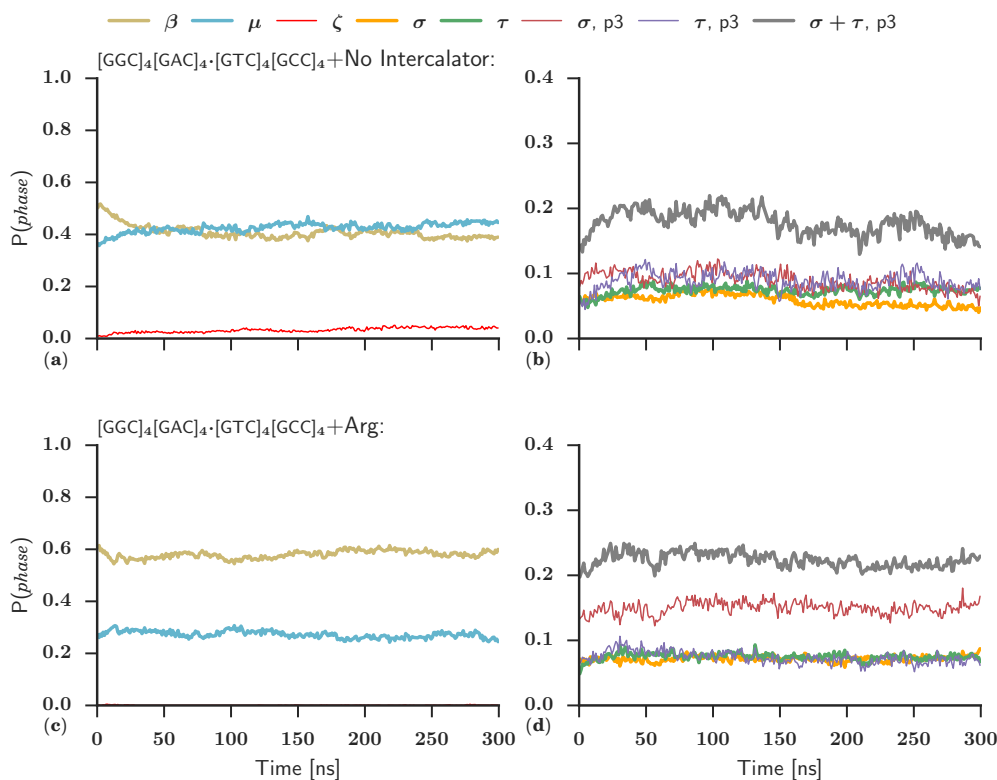 β μ ζ σ τ σ, p3 τ, p3 σ + τ, p3
[GGC]₄[GAC]₄·[GTC]₄[GCC]₄+No Intercalator:
1.0
0.8
0.6
0.4
0.2
0.0
P(phase)
(a)
0.4
0.3
0.2
0.1
0.0
(b)
[GGC]₄[GAC]₄·[GTC]₄[GCC]₄+Arg:
1.0
0.8
0.6
0.4
0.2
0.0
P(phase)
(c)
0 50 100 150 200 250 300
Time [ns]
0.4
0.3
0.2
0.1
0.0
(d)
0 50 100 150 200 250 300
Time [ns]